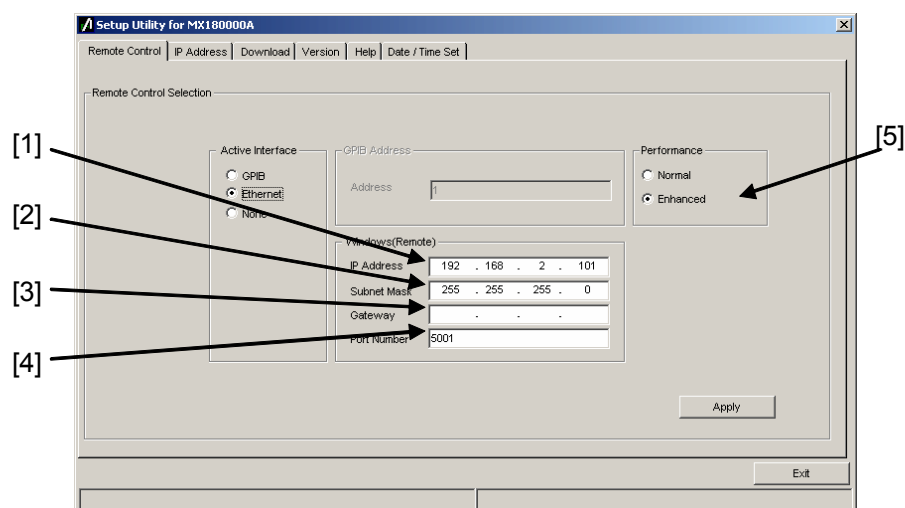 Setup Utility for MX180000A
Remote Control IP Address Download Version Help Date / Time Set
Remote Control Selection
[1]
[2]
[3]
[4]
[5]
Active Interface
GPIB
Ethernet
None
GPIB Address
Address 1
Performance
Normal
Enhanced
Windows(Remote)
IP Address 192 . 168 . 2 . 101
Subnet Mask 255 . 255 . 255 . 0
Gateway . . .
Port Number 5001
Apply
Exit